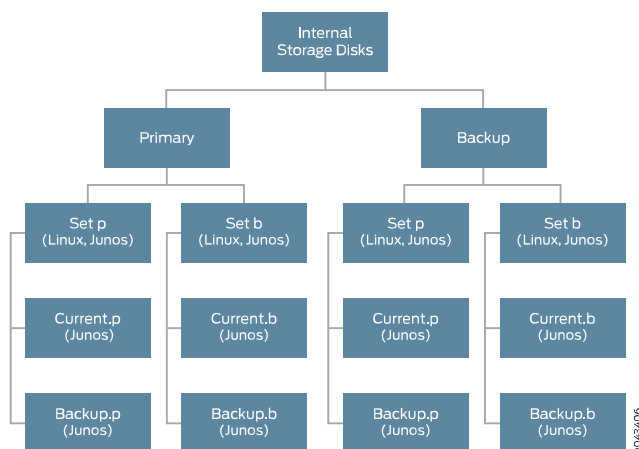 Internal
Storage Disks
Primary
Backup
Set p
(Linux, Junos)
Set b
(Linux, Junos)
Set p
(Linux, Junos)
Set b
(Linux, Junos)
Current.p
(Junos)
Current.b
(Junos)
Current.p
(Junos)
Current.b
(Junos)
Backup.p
(Junos)
Backup.b
(Junos)
Backup.p
(Junos)
Backup.b
(Junos)